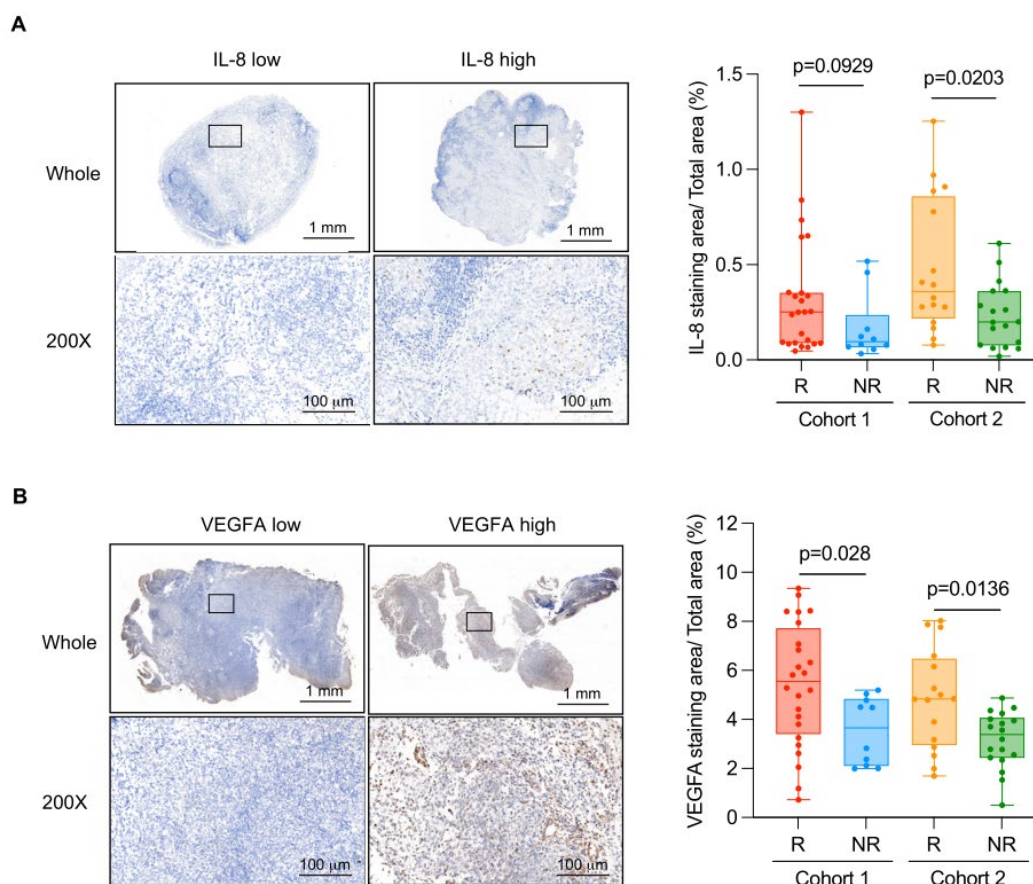 A
IL-8 low
IL-8 high
Whole
1 mm
1 mm
200X
100 μm
100 μm
IL-8 staining area/ Total area (%)
1.5
1.0
0.5
0.0
p=0.0929
p=0.0203
R
NR
R
NR
Cohort 1
Cohort 2
B
VEGFA low
VEGFA high
Whole
1 mm
1 mm
200X
100 μm
100 μm
VEGFA staining area/ Total area (%)
12
10
8
6
4
2
0
p=0.028
p=0.0136
R
NR
R
NR
Cohort 1
Cohort 2